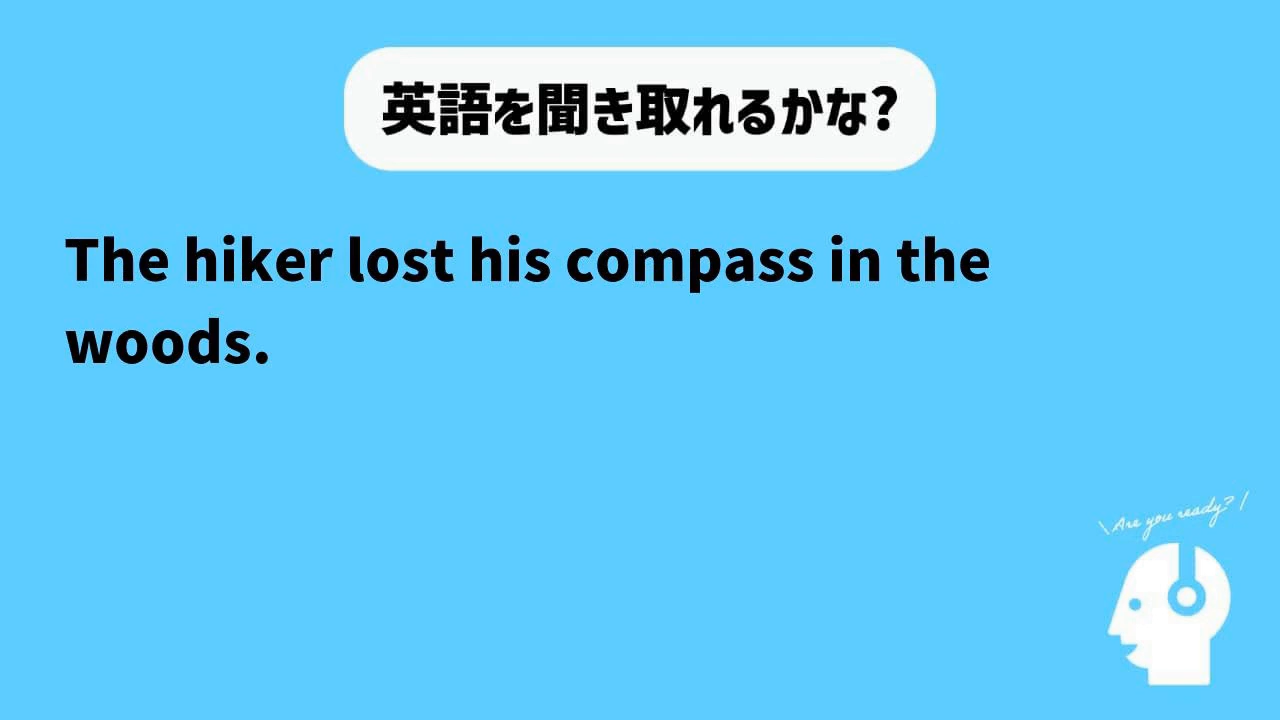 英語を聞き取れるかな?
The hiker lost his compass in the
woods.
\ Are you ready? /